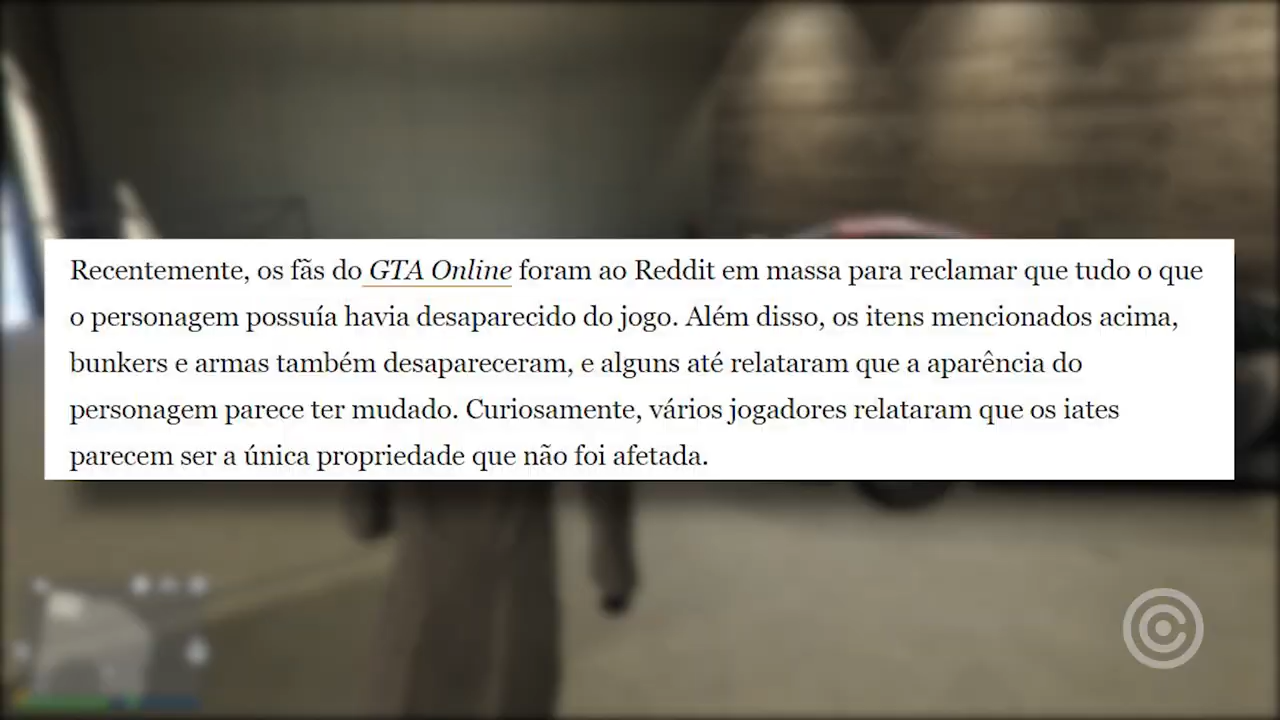 Recentemente, os fãs do GTA Online foram ao Reddit em massa para reclamar que tudo o que
o personagem possuía havia desaparecido do jogo. Além disso, os itens mencionados acima,
bunkers e armas também desapareceram, e alguns até relataram que a aparência do
personagem parece ter mudado. Curiosamente, vários jogadores relataram que os iates
parecem ser a única propriedade que não foi afetada.